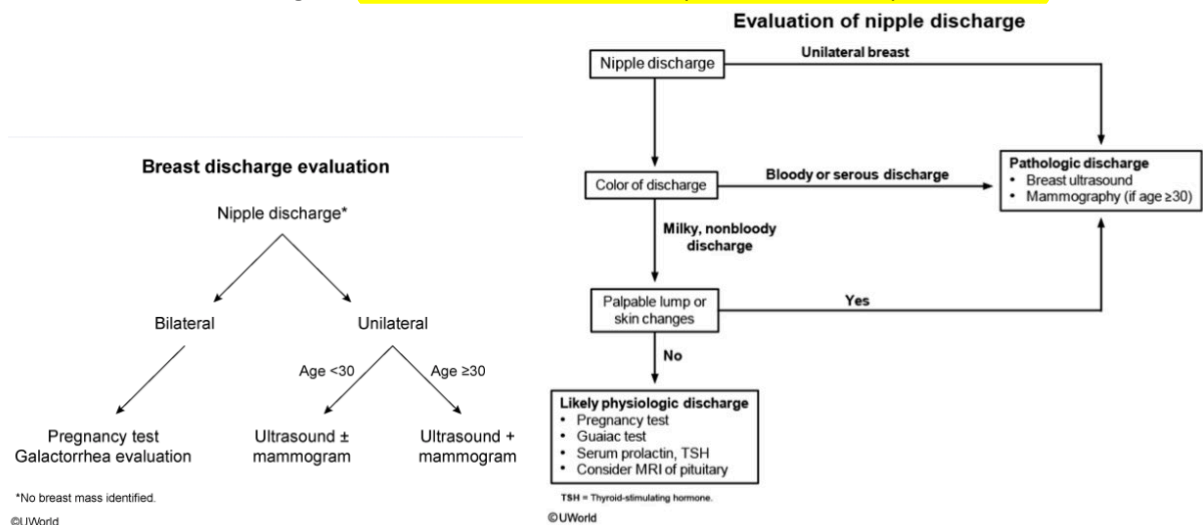 Evaluation of nipple discharge
Breast discharge evaluation
Nipple discharge*
Bilateral
Unilateral
Age <30
Age ≥30
Pregnancy test
Galactorrhea evaluation
Ultrasound ±
mammogram
Ultrasound +
mammogram
*No breast mass identified.
©UWorld
Nipple discharge
Unilateral breast
Color of discharge
Bloody or serous discharge
Pathologic discharge
• Breast ultrasound
• Mammography (if age ≥30)
Milky, nonbloody
discharge
Palpable lump or
skin changes
Yes
No
Likely physiologic discharge
• Pregnancy test
• Guaiac test
• Serum prolactin, TSH
• Consider MRI of pituitary
TSH = Thyroid-stimulating hormone.
©UWorld